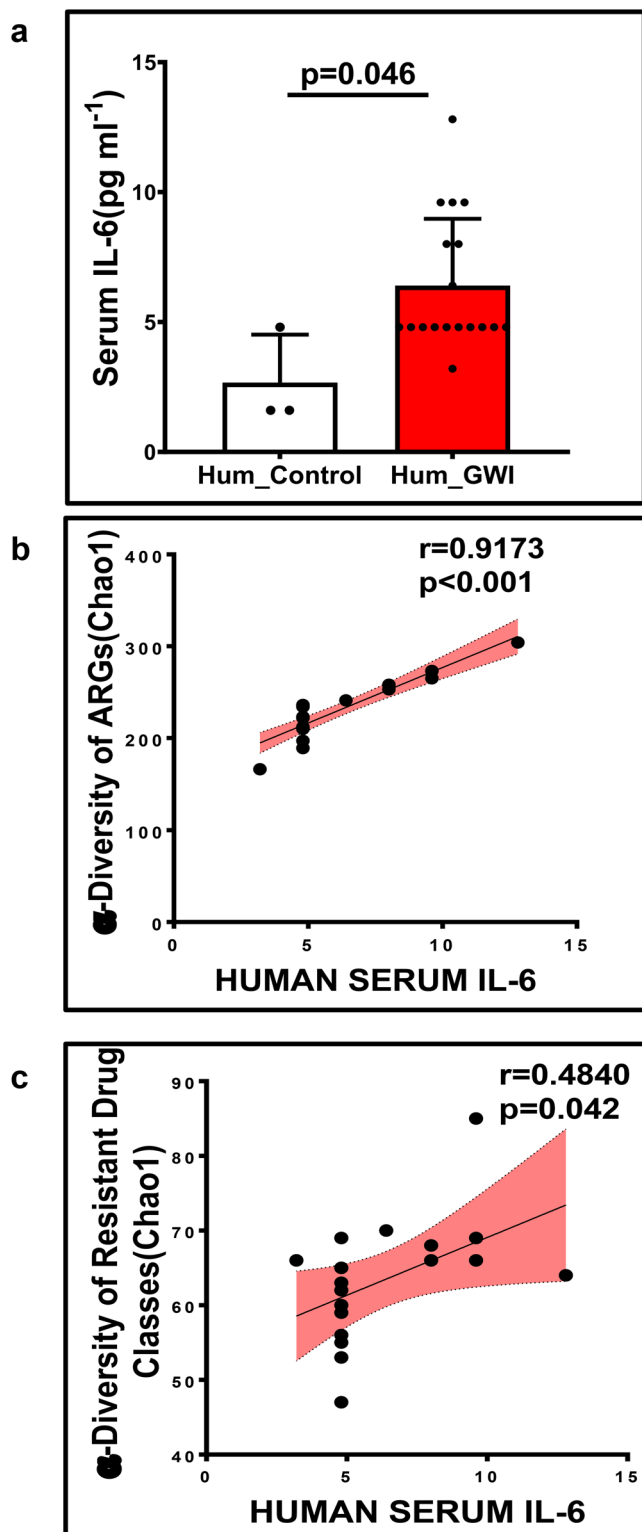 a
p=0.046
Serum IL-6(pg ml⁻¹)
15
10
5
0
Hum_Control Hum_GWI
b
r=0.9173
p<0.001
-Diversity of ARGs(Chao1)
400
300
200
100
0
0 5 10 15
HUMAN SERUM IL-6
c
r=0.4840
p=0.042
-Diversity of Resistant Drug
Classes(Chao1)
90
80
70
60
50
40
0 5 10 15
HUMAN SERUM IL-6